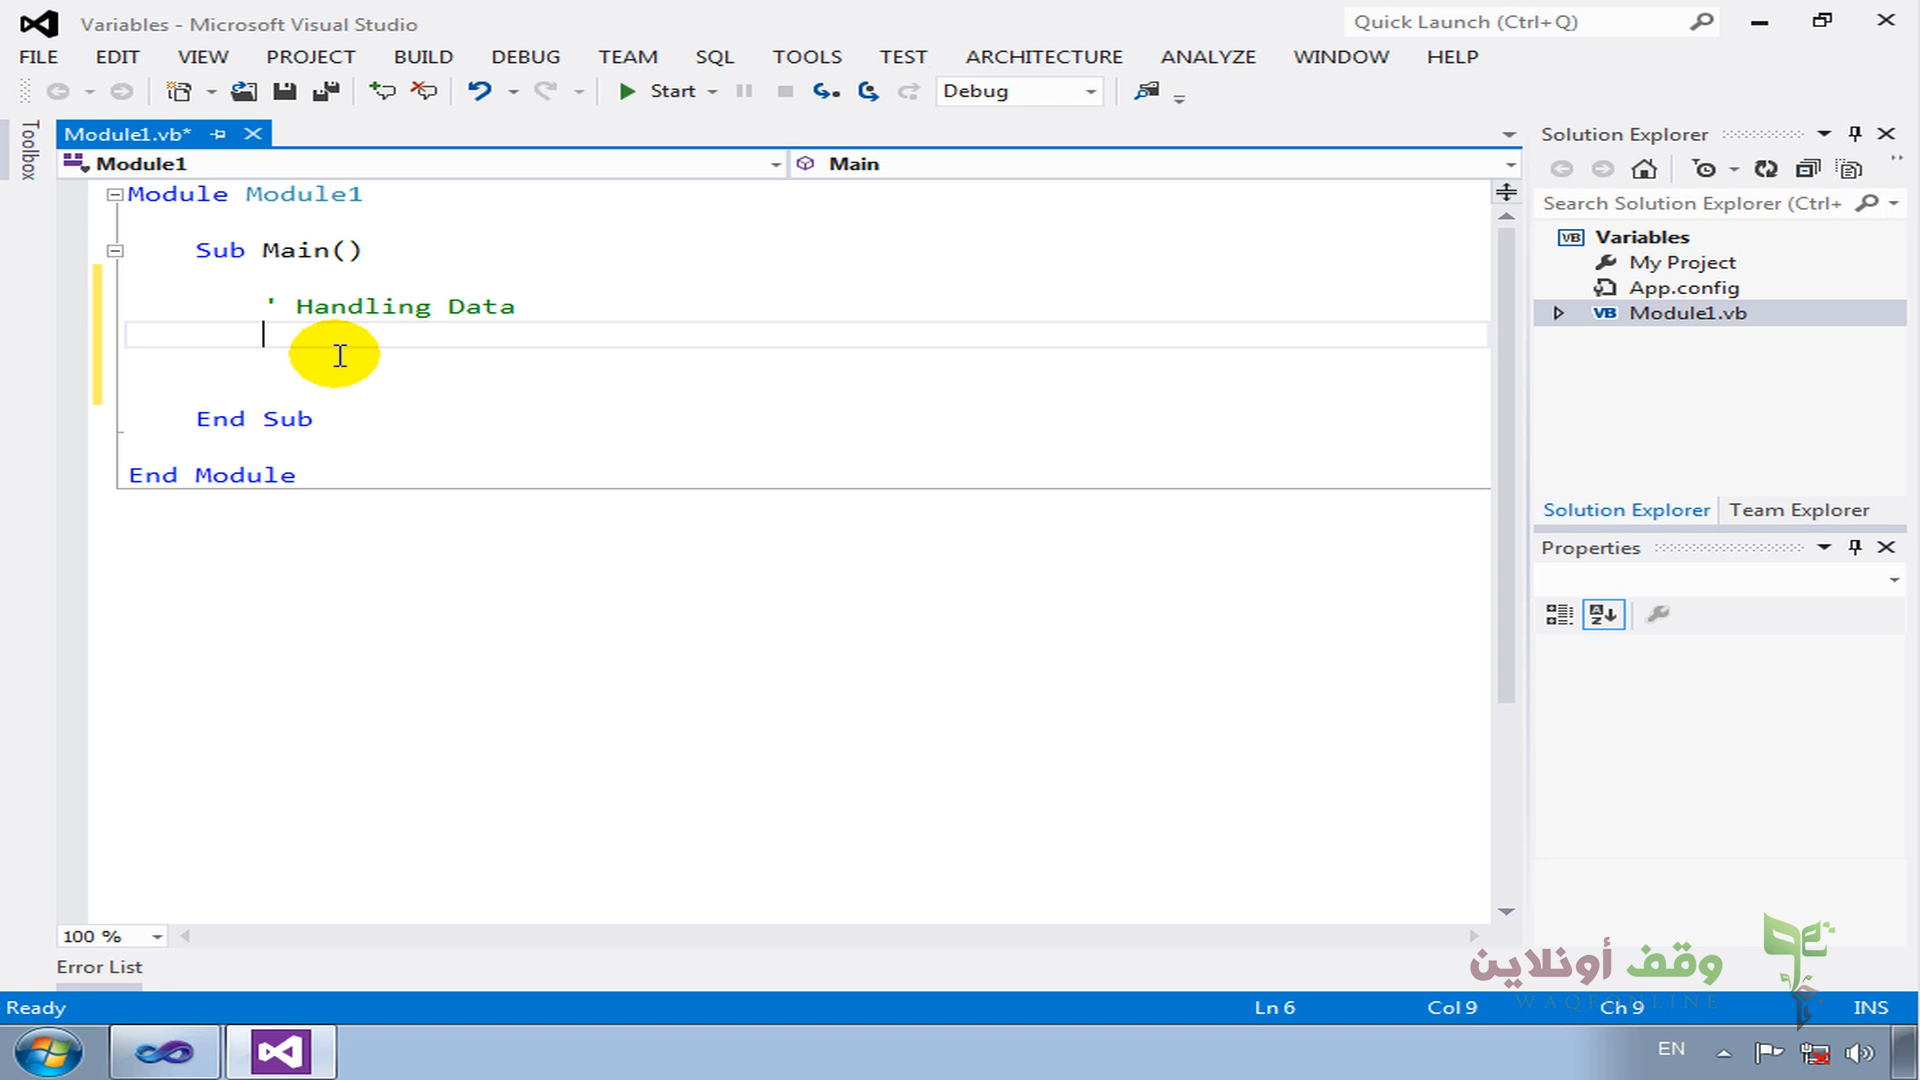 Variables - Microsoft Visual Studio
Quick Launch (Ctrl+Q)
FILE EDIT VIEW PROJECT BUILD DEBUG TEAM SQL TOOLS TEST ARCHITECTURE ANALYZE WINDOW HELP
Start Debug
Toolbox
Module1.vb*
Module1 Main
Module Module1
Sub Main()
' Handling Data
End Sub
End Module
Solution Explorer
Search Solution Explorer (Ctrl+
Variables
My Project
App.config
Module1.vb
Solution Explorer Team Explorer
Properties
100 %
Error List
وقف أونلاين
WAQFONLINE
Ready Ln 6 Col 9 Ch 9 INS
EN